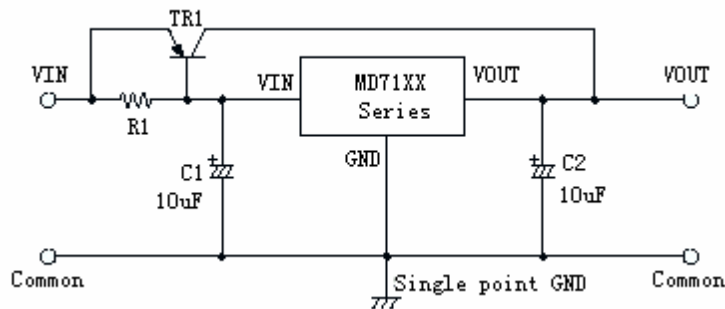 TR1
VIN
VIN
MD71XX
Series
VOUT
VOUT
R1
GND
C1
10uF
C2
10uF
Common
Single point GND
Common